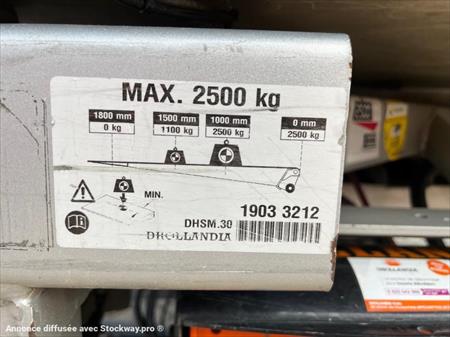 MAX. 2500 kg
1800 mm 1500 mm 1000 mm 0 mm
0 kg 1100 kg 2500 kg 2500 kg
MIN.
DHSM.30 1903 3212
DHOLLANDIA
DHOLLANDIA
Annonce diffusée avec Stockway.pro ®